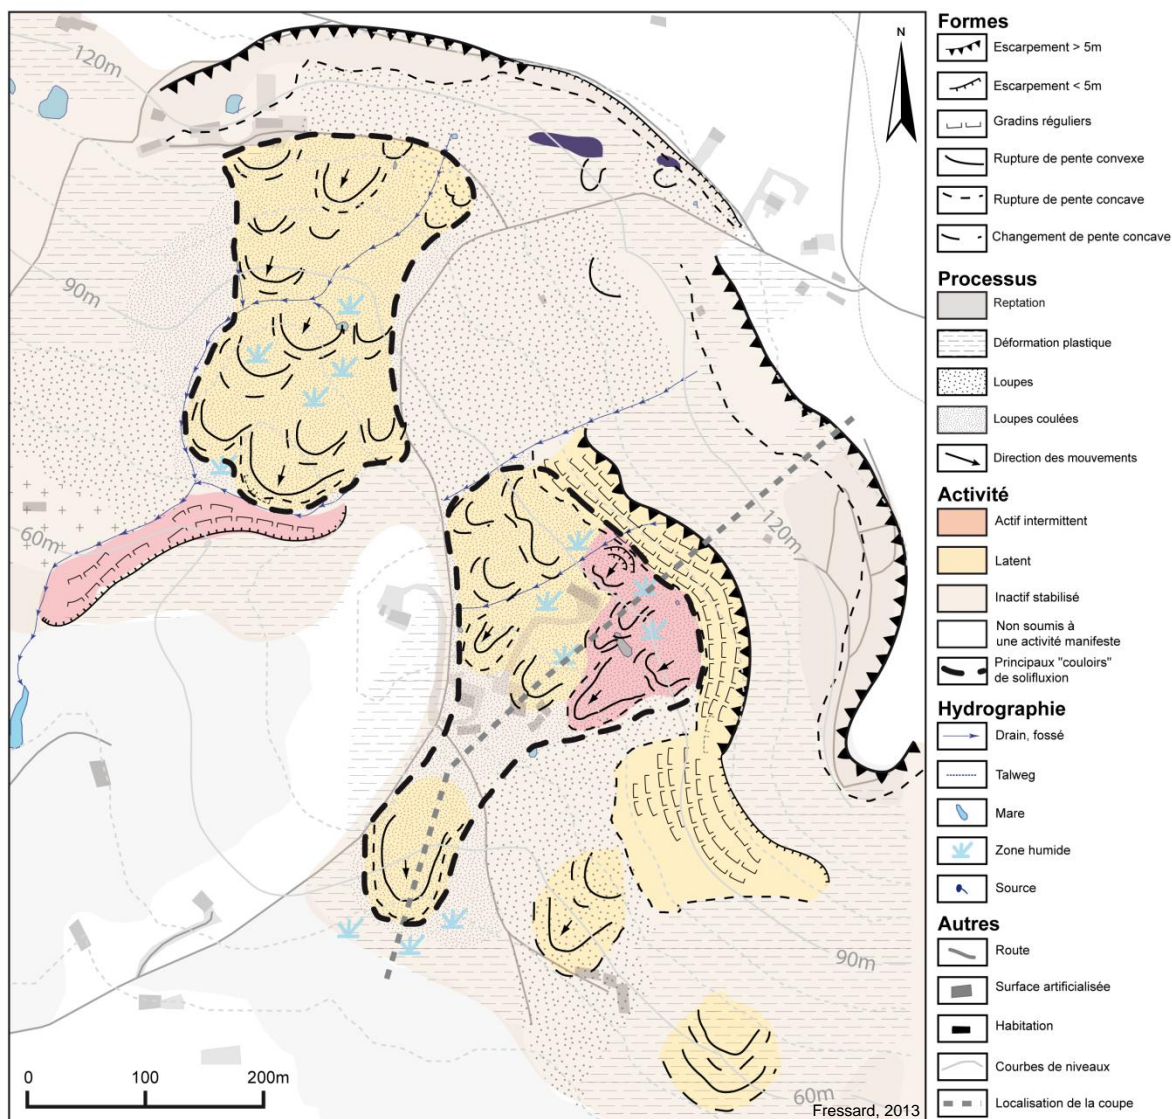 120m
90m
60m
120m
90m
60m
N
0 100 200m
Fressard, 2013
Formes
Escarpement > 5m
Escarpement < 5m
Gradins réguliers
Rupture de pente convexe
Rupture de pente concave
Changement de pente concave
Processus
Reptation
Déformation plastique
Loupes
Loupes coulées
Direction des mouvements
Activité
Actif intermittent
Latent
Inactif stabilisé
Non soumis à
une activité manifeste
Principaux "couloirs"
de solifluxion
Hydrographie
Drain, fossé
Talweg
Mare
Zone humide
Source
Autres
Route
Surface artificialisée
Habitation
Courbes de niveaux
Localisation de la coupe